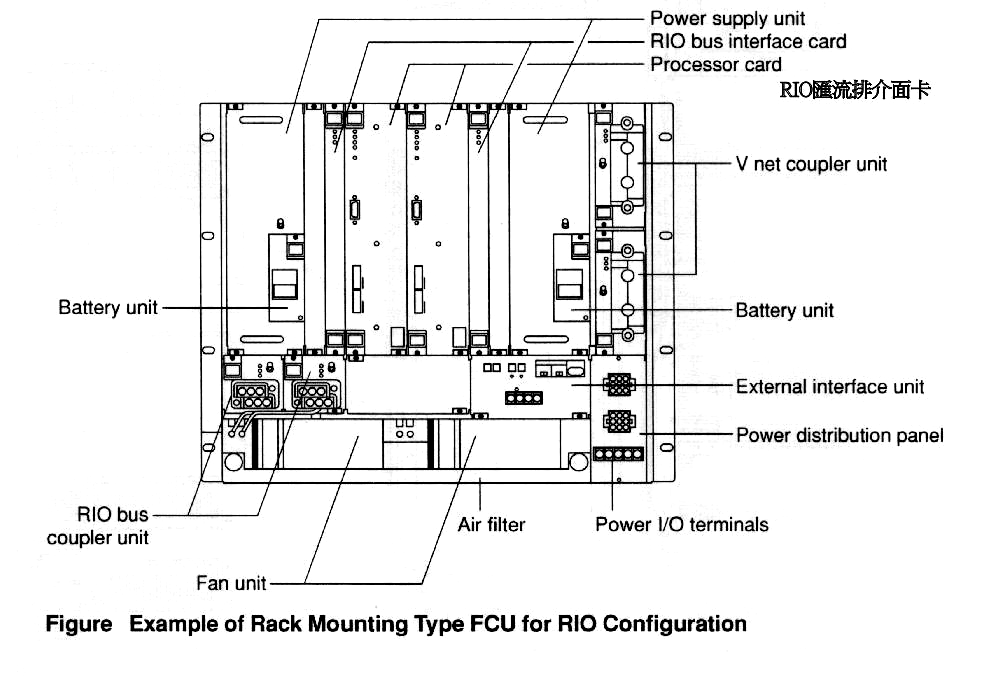 Power supply unit
RIO bus interface card
Processor card
RIO匯流排介面卡
V net coupler unit
Battery unit
Battery unit
External interface unit
Power distribution panel
RIO bus
coupler unit
Air filter
Power I/O terminals
Fan unit
Figure Example of Rack Mounting Type FCU for RIO Configuration